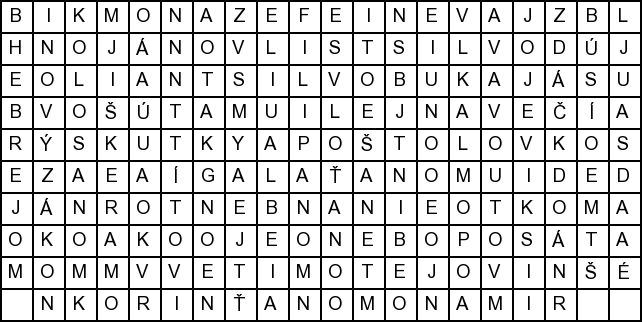 B I K M O N A Z E F E I N E V A J Z B L
H N O J Á N O V L I S T S I L V O D Ú J
E O L I A N T S I L V O B U K A J Á S U
B V O Š Ú T A M U I L E J N A V E Č Í A
R Ý S K U T K Y A P O Š T O L O V K O S
E Z A E A Í G A L A Ť A N O M U I D E D
J Á N R O T N E B N A N I E O T K O M A
O K O A K O O J E O N E B O P O S Á T A
M O M M V V E T I M O T E J O V I N Š É
N K O R I N Ť A N O M O N A M I R